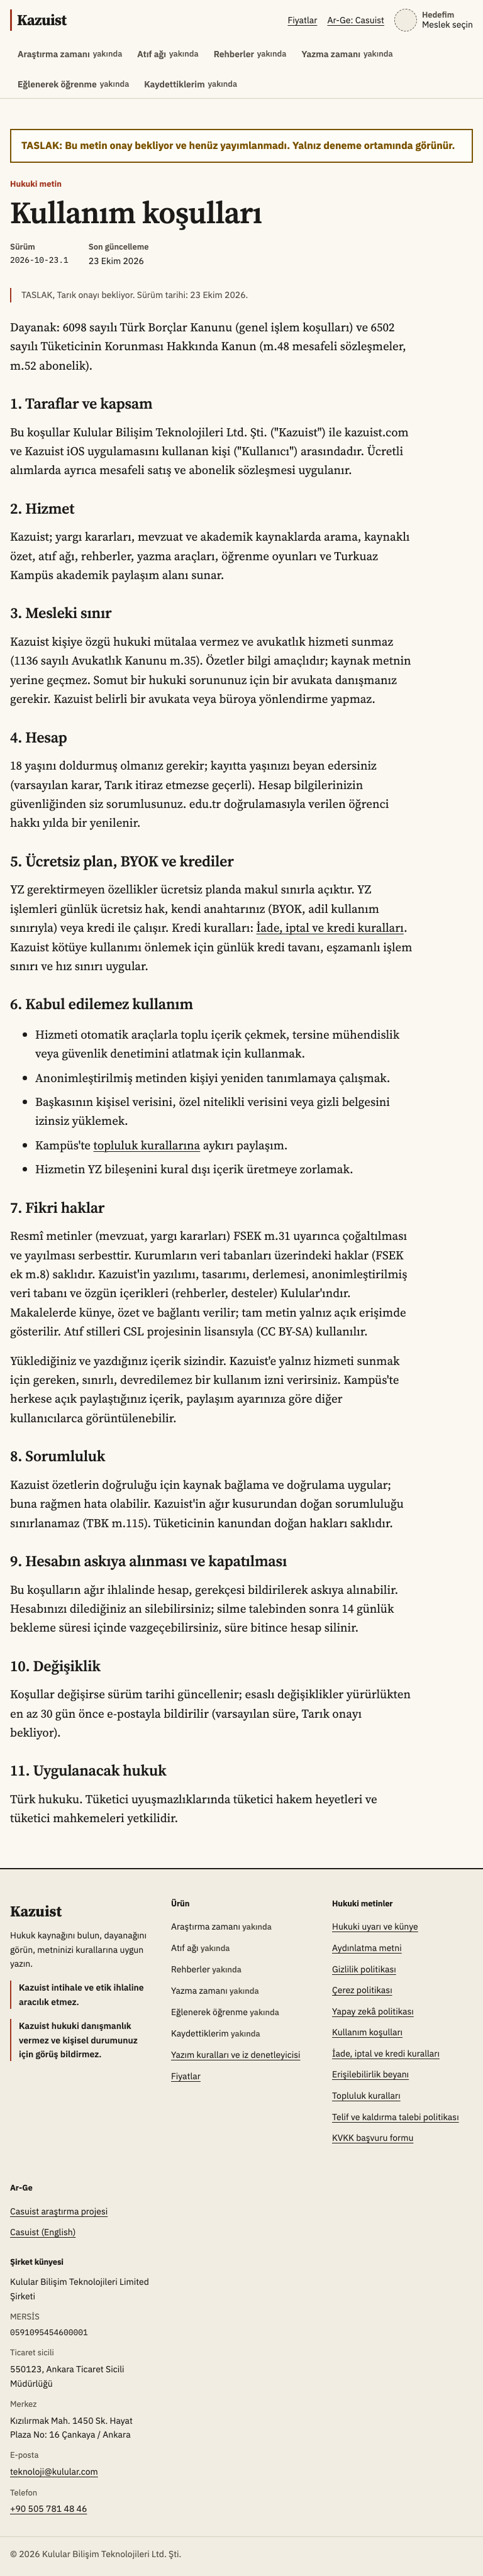 Kazuist
Fiyatlar Ar-Ge: Casuist
Hedefim
Meslek seçin
Araştırma zamanı yakında Atıf ağı yakında Rehberler yakında Yazma zamanı yakında
Eğlenerek öğrenme yakında Kaydettiklerim yakında
TASLAK: Bu metin onay bekliyor ve henüz yayımlanmadı. Yalnız deneme ortamında görünür.
Hukuki metin
Kullanım koşulları
Sürüm
2026-10-23.1
Son güncelleme
23 Ekim 2026
TASLAK, Tarık onayı bekliyor. Sürüm tarihi: 23 Ekim 2026.
Dayanak: 6098 sayılı Türk Borçlar Kanunu (genel işlem koşulları) ve 6502
sayılı Tüketicinin Korunması Hakkında Kanun (m.48 mesafeli sözleşmeler,
m.52 abonelik).
1. Taraflar ve kapsam
Bu koşullar Kulular Bilişim Teknolojileri Ltd. Şti. ("Kazuist") ile kazuist.com
ve Kazuist iOS uygulamasını kullanan kişi ("Kullanıcı") arasındadır. Ücretli
alımlarda ayrıca mesafeli satış ve abonelik sözleşmesi uygulanır.
2. Hizmet
Kazuist; yargı kararları, mevzuat ve akademik kaynaklarda arama, kaynaklı
özet, atıf ağı, rehberler, yazma araçları, öğrenme oyunları ve Turkuaz
Kampüs akademik paylaşım alanı sunar.
3. Mesleki sınır
Kazuist kişiye özgü hukuki mütalaa vermez ve avukatlık hizmeti sunmaz
(1136 sayılı Avukatlık Kanunu m.35). Özetler bilgi amaçlıdır; kaynak metnin
yerine geçmez. Somut bir hukuki sorununuz için bir avukata danışmanız
gerekir. Kazuist belirli bir avukata veya büroya yönlendirme yapmaz.
4. Hesap
18 yaşını doldurmuş olmanız gerekir; kayıtta yaşınızı beyan edersiniz
(varsayılan karar, Tarık itiraz etmezse geçerli). Hesap bilgilerinizin
güvenliğinden siz sorumlusunuz. edu.tr doğrulamasıyla verilen öğrenci
hakkı yılda bir yenilenir.
5. Ücretsiz plan, BYOK ve krediler
YZ gerektirmeyen özellikler ücretsiz planda makul sınırla açıktır. YZ
işlemleri günlük ücretsiz hak, kendi anahtarınız (BYOK, adil kullanım
sınırıyla) veya kredi ile çalışır. Kredi kuralları: İade, iptal ve kredi kuralları.
Kazuist kötüye kullanımı önlemek için günlük kredi tavanı, eşzamanlı işlem
sınırı ve hız sınırı uygular.
6. Kabul edilemez kullanım
• Hizmeti otomatik araçlarla toplu içerik çekmek, tersine mühendislik
veya güvenlik denetimini atlatmak için kullanmak.
• Anonimleştirilmiş metinden kişiyi yeniden tanımlamaya çalışmak.
• Başkasının kişisel verisini, özel nitelikli verisini veya gizli belgesini
izinsiz yüklemek.
• Kampüs'te topluluk kurallarına aykırı paylaşım.
• Hizmetin YZ bileşenini kural dışı içerik üretmeye zorlamak.
7. Fikri haklar
Resmî metinler (mevzuat, yargı kararları) FSEK m.31 uyarınca çoğaltılması
ve yayılması serbesttir. Kurumların veri tabanları üzerindeki haklar (FSEK
ek m.8) saklıdır. Kazuist'in yazılımı, tasarımı, derlemesi, anonimleştirilmiş
veri tabanı ve özgün içerikleri (rehberler, desteler) Kulular'ındır.
Makalelerde künye, özet ve bağlantı verilir; tam metin yalnız açık erişimde
gösterilir. Atıf stilleri CSL projesinin lisansıyla (CC BY-SA) kullanılır.
Yüklediğiniz ve yazdığınız içerik sizindir. Kazuist'e yalnız hizmeti sunmak
için gereken, sınırlı, devredilemez bir kullanım izni verirsiniz. Kampüs'te
herkese açık paylaştığınız içerik, paylaşım ayarınıza göre diğer
kullanıcılarca görüntülenebilir.
8. Sorumluluk
Kazuist özetlerin doğruluğu için kaynak bağlama ve doğrulama uygular;
buna rağmen hata olabilir. Kazuist'in ağır kusurundan doğan sorumluluğu
sınırlanamaz (TBK m.115). Tüketicinin kanundan doğan hakları saklıdır.
9. Hesabın askıya alınması ve kapatılması
Bu koşulların ağır ihlalinde hesap, gerekçesi bildirilerek askıya alınabilir.
Hesabınızı dilediğiniz an silebilirsiniz; silme talebinden sonra 14 günlük
bekleme süresi içinde vazgeçebilirsiniz, süre bitince hesap silinir.
10. Değişiklik
Koşullar değişirse sürüm tarihi güncellenir; esaslı değişiklikler yürürlükten
en az 30 gün önce e-postayla bildirilir (varsayılan süre, Tarık onayı
bekliyor).
11. Uygulanacak hukuk
Türk hukuku. Tüketici uyuşmazlıklarında tüketici hakem heyetleri ve
tüketici mahkemeleri yetkilidir.
Kazuist
Hukuk kaynağını bulun, dayanağını
görün, metninizi kurallarına uygun
yazın.
Kazuist intihale ve etik ihlaline
aracılık etmez.
Kazuist hukuki danışmanlık
vermez ve kişisel durumunuz
için görüş bildirmez.
Ürün
Araştırma zamanı yakında
Atıf ağı yakında
Rehberler yakında
Yazma zamanı yakında
Eğlenerek öğrenme yakında
Kaydettiklerim yakında
Yazım kuralları ve iz denetleyicisi
Fiyatlar
Hukuki metinler
Hukuki uyarı ve künye
Aydınlatma metni
Gizlilik politikası
Çerez politikası
Yapay zekâ politikası
Kullanım koşulları
İade, iptal ve kredi kuralları
Erişilebilirlik beyanı
Topluluk kuralları
Telif ve kaldırma talebi politikası
KVKK başvuru formu
Ar-Ge
Casuist araştırma projesi
Casuist (English)
Şirket künyesi
Kulular Bilişim Teknolojileri Limited
Şirketi
MERSİS
0591095454600001
Ticaret sicili
550123, Ankara Ticaret Sicili
Müdürlüğü
Merkez
Kızılırmak Mah. 1450 Sk. Hayat
Plaza No: 16 Çankaya / Ankara
E-posta
teknoloji@kulular.com
Telefon
+90 505 781 48 46
© 2026 Kulular Bilişim Teknolojileri Ltd. Şti.